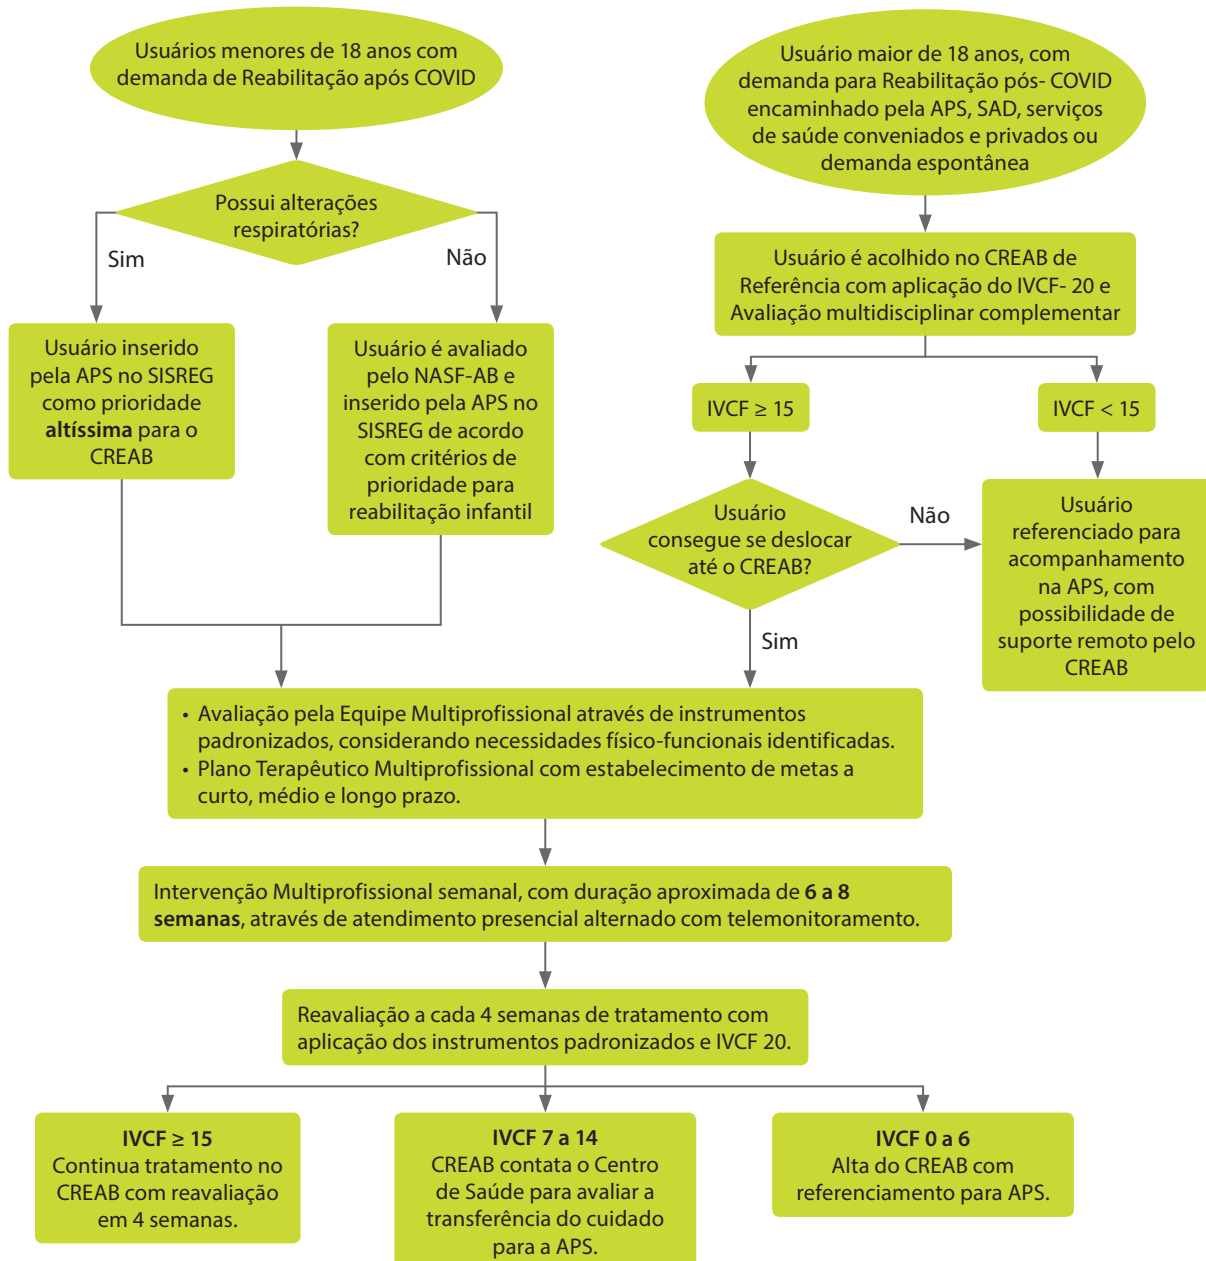 Usuários menores de 18 anos com
demanda de Reabilitação após COVID
Possui alterações
respiratórias?
Sim
Não
Usuário inserido
pela APS no SISREG
como prioridade
altíssima para o
CREAB
Usuário é avaliado
pelo NASF-AB e
inserido pela APS no
SISREG de acordo
com critérios de
prioridade para
reabilitação infantil
Usuário maior de 18 anos, com
demanda para Reabilitação pós- COVID
encaminhado pela APS, SAD, serviços
de saúde conveniados e privados ou
demanda espontânea
Usuário é acolhido no CREAB de
Referência com aplicação do IVCF- 20 e
Avaliação multidisciplinar complementar
IVCF ≥ 15
IVCF < 15
Usuário
consegue se deslocar
até o CREAB?
Não
Sim
Usuário
referenciado para
acompanhamento
na APS, com
possibilidade de
suporte remoto pelo
CREAB
• Avaliação pela Equipe Multiprofissional através de instrumentos
padronizados, considerando necessidades físico-funcionais identificadas.
• Plano Terapêutico Multiprofissional com estabelecimento de metas a
curto, médio e longo prazo.
Intervenção Multiprofissional semanal, com duração aproximada de 6 a 8
semanas, através de atendimento presencial alternado com telemonitoramento.
Reavaliação a cada 4 semanas de tratamento com
aplicação dos instrumentos padronizados e IVCF 20.
IVCF ≥ 15
Continua tratamento no
CREAB com reavaliação
em 4 semanas.
IVCF 7 a 14
CREAB contata o Centro
de Saúde para avaliar a
transferência do cuidado
para a APS.
IVCF 0 a 6
Alta do CREAB com
referenciamento para APS.